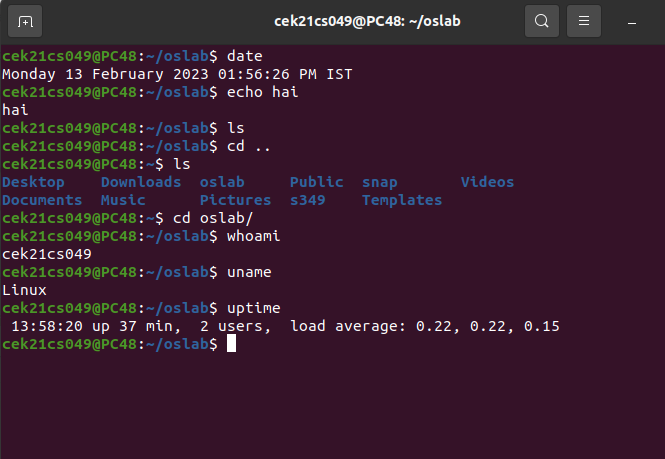 cek21cs049@PC48: ~/oslab
cek21cs049@PC48:~/oslab$ date
Monday 13 February 2023 01:56:26 PM IST
cek21cs049@PC48:~/oslab$ echo hai
hai
cek21cs049@PC48:~/oslab$ ls
cek21cs049@PC48:~/oslab$ cd ..
cek21cs049@PC48:~$ ls
Desktop    Downloads  oslab     Public  snap       Videos
Documents  Music      Pictures  s349    Templates
cek21cs049@PC48:~$ cd oslab/
cek21cs049@PC48:~/oslab$ whoami
cek21cs049
cek21cs049@PC48:~/oslab$ uname
Linux
cek21cs049@PC48:~/oslab$ uptime
 13:58:20 up 37 min,  2 users,  load average: 0.22, 0.22, 0.15
cek21cs049@PC48:~/oslab$